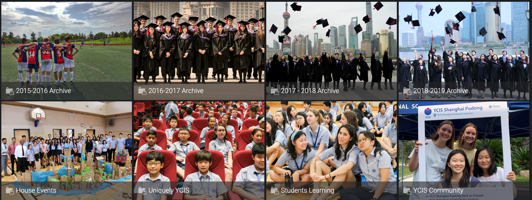 2015-2016 Archive
2016-2017 Archive
2017 - 2018 Archive
2018-2019 Archive
House Events
Uniquely YCIS
Students Learning
YCIS Community
SCHOOL
YCIS Shanghai Pudong